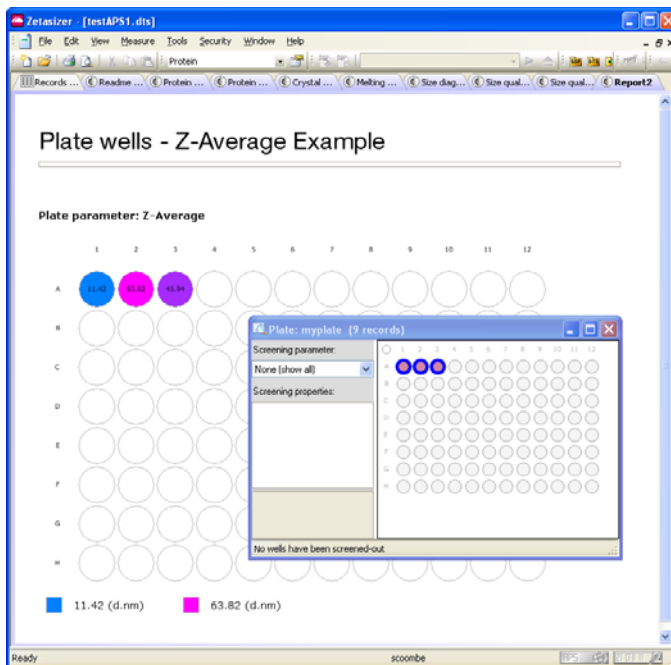 Zetasizer - [testAPS1.dts]
File Edit View Measure Tools Security Window Help
Protein
Records ... Readme ... Protein ... Protein ... Crystal ... Melting ... Size diag... Size qual... Size qual... Report2
Plate wells - Z-Average Example
Plate parameter: Z-Average
1 2 3 4 5 6 7 8 9 10 11 12
A 11.42 63.82
B
C
D
E
F
G
H
Plate: myplate (9 records)
Screening parameter:
None (show all)
Screening properties:
1 2 3 4 5 6 7 8 9 10 11 12
A
B
C
D
E
F
G
H
No wells have been screened-out
11.42 (d.nm) 63.82 (d.nm)
Ready scoombe